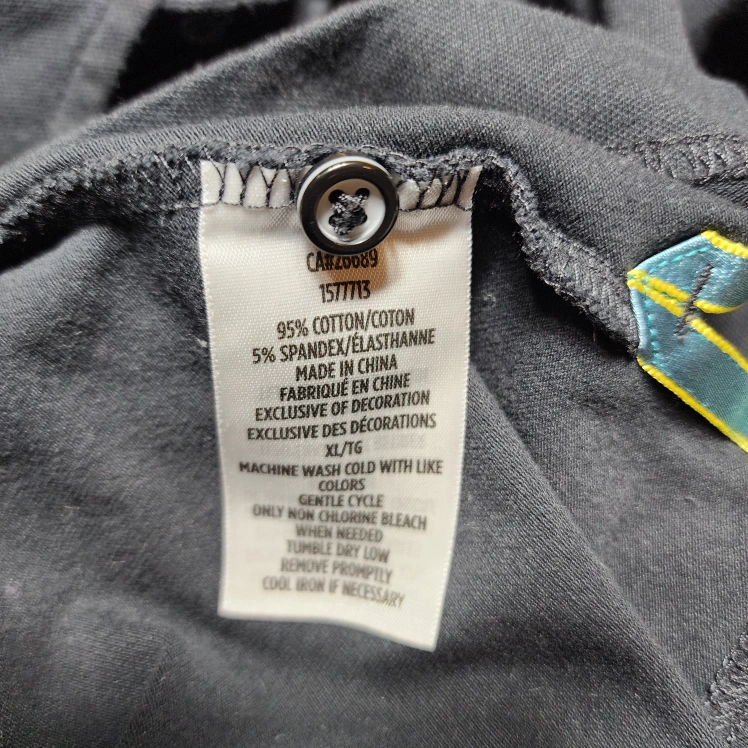 CA#26689
1577713
95% COTTON/COTON
5% SPANDEX/ÉLASTHANNE
MADE IN CHINA
FABRIQUÉ EN CHINE
EXCLUSIVE OF DECORATION
EXCLUSIVE DES DÉCORATIONS
XL/TG
MACHINE WASH COLD WITH LIKE
COLORS
GENTLE CYCLE
ONLY NON CHLORINE BLEACH
WHEN NEEDED
TUMBLE DRY LOW
REMOVE PROMPTLY
COOL IRON IF NECESSARY